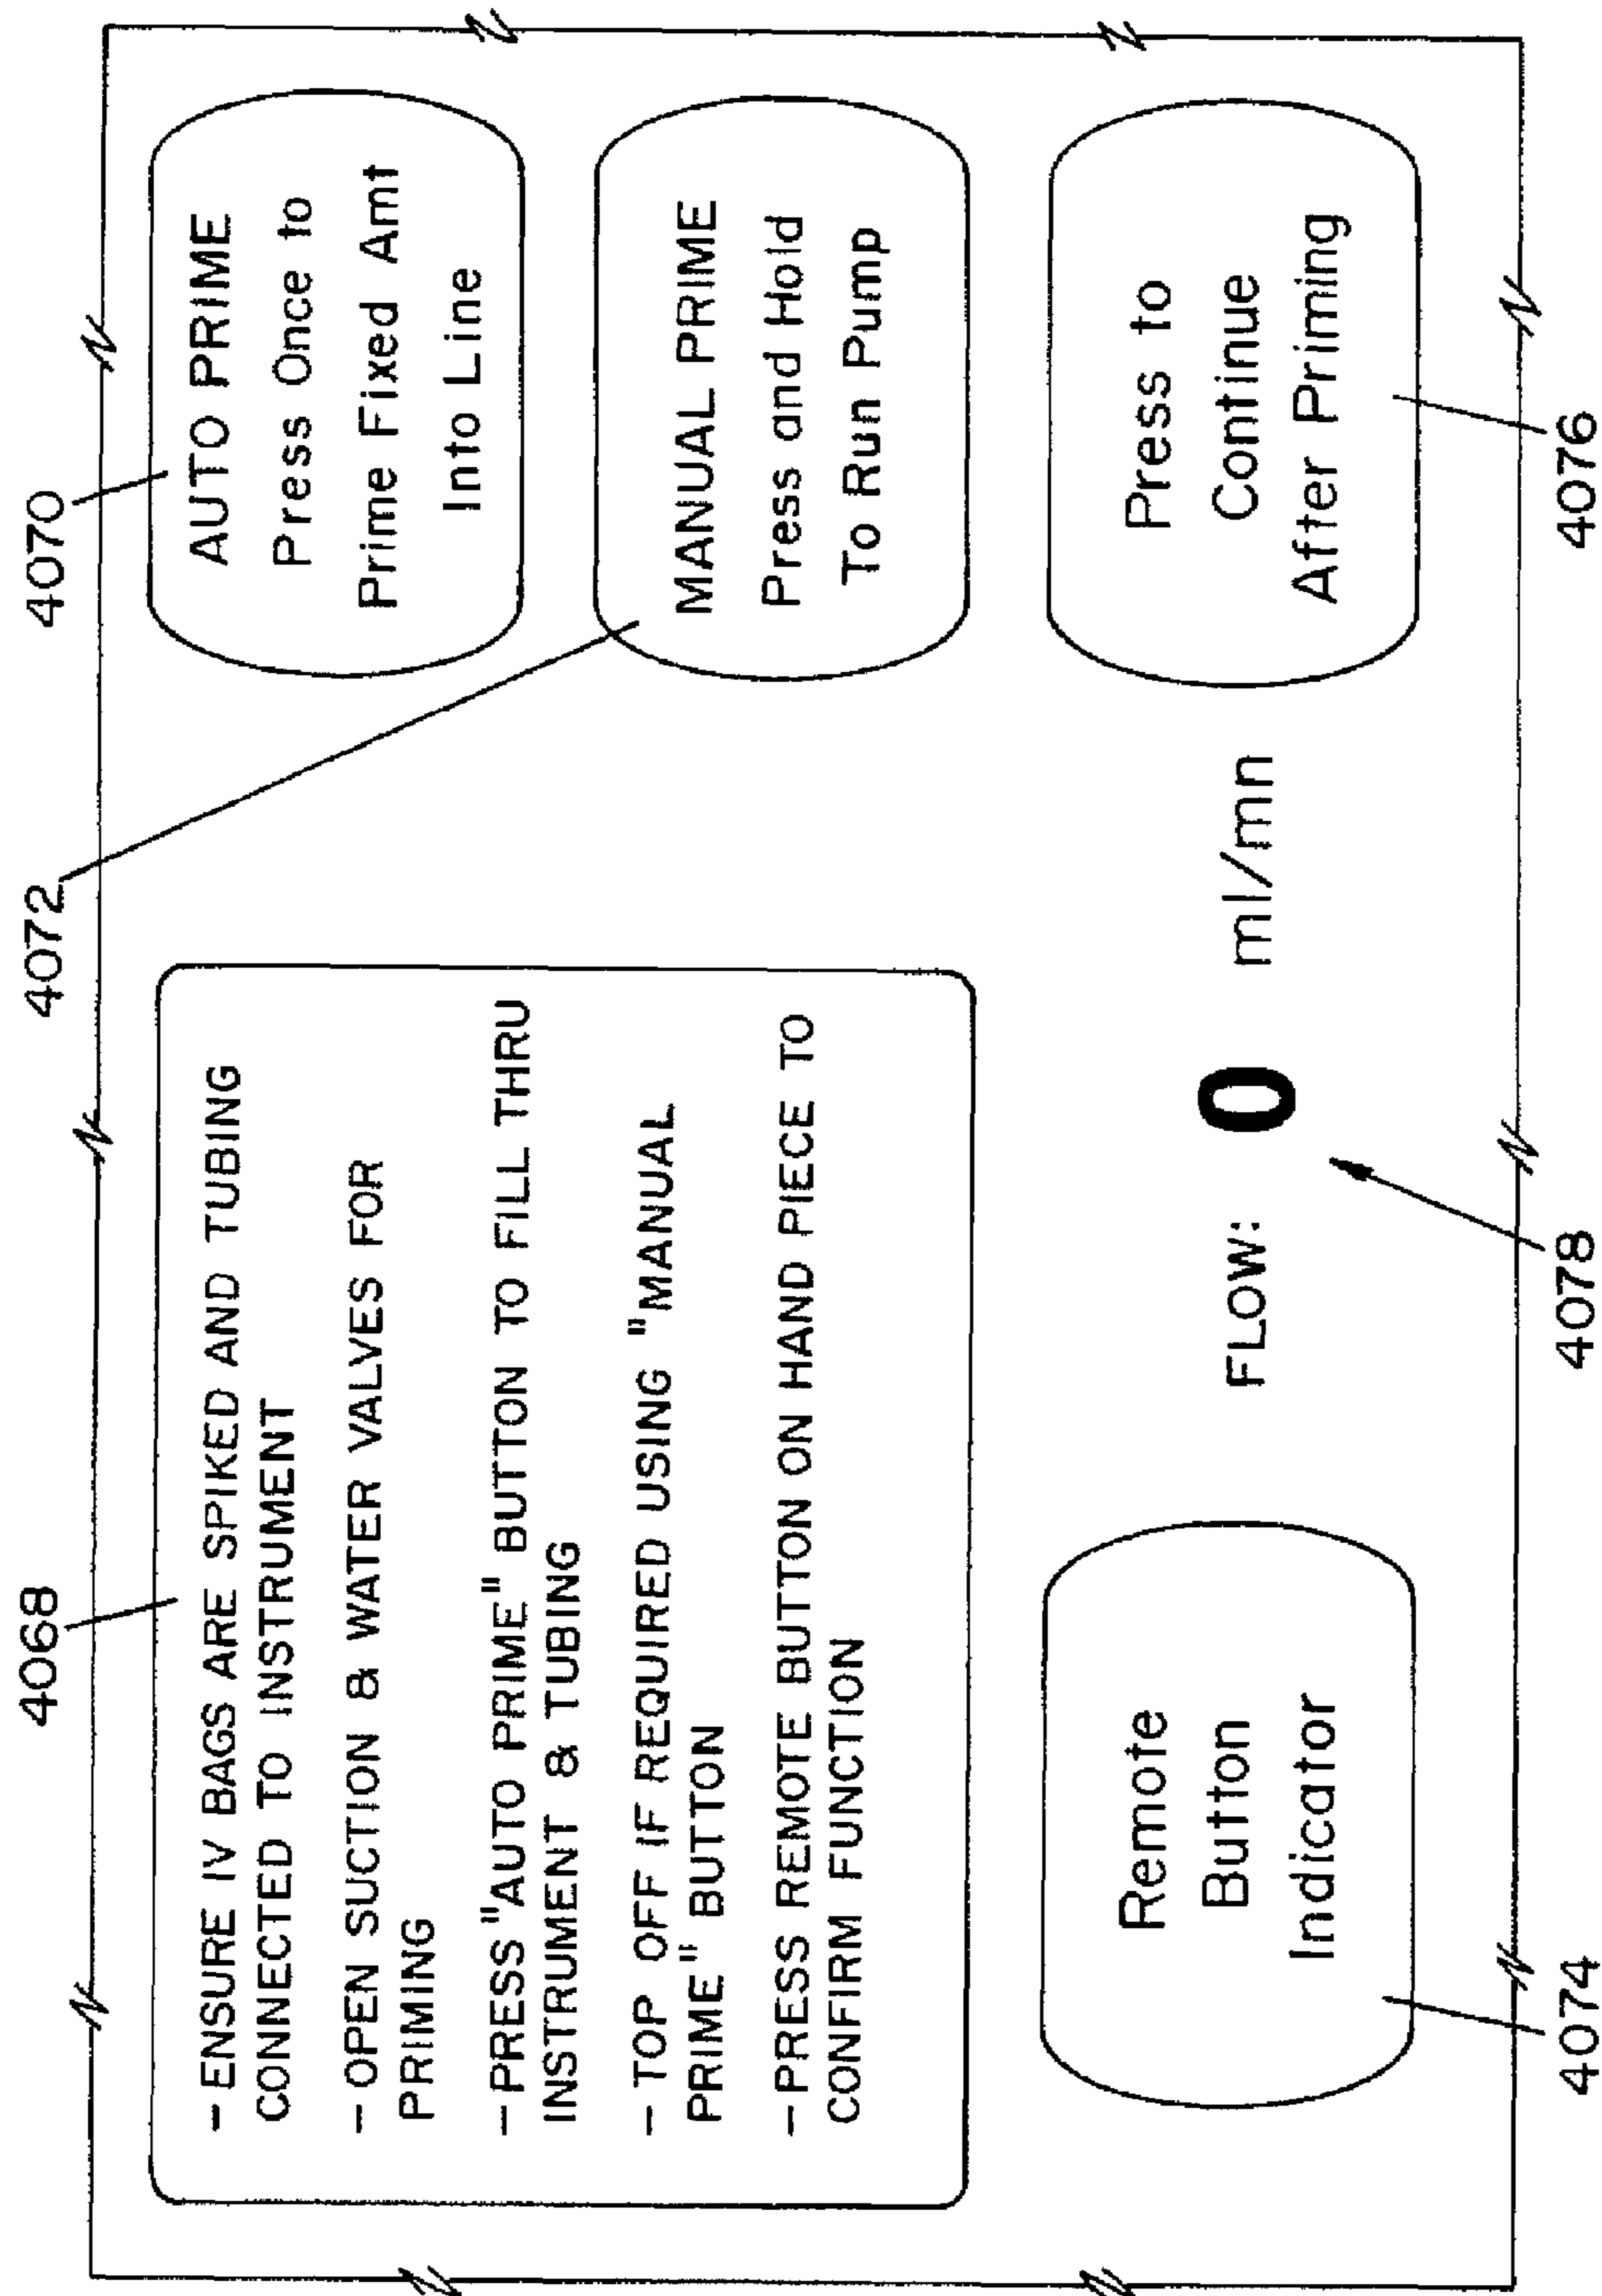 4068
4072
4070
-ENSURE IV BAGS ARE SPIKED AND TUBING
CONNECTED TO INSTRUMENT
-OPEN SUCTION & WATER VALVES FOR
PRIMING
-PRESS "AUTO PRIME" BUTTON TO FILL THRU
INSTRUMENT & TUBING
-TOP OFF IF REQUIRED USING "MANUAL
PRIME" BUTTON
-PRESS REMOTE BUTTON ON HAND PIECE TO
CONFIRM FUNCTION
AUTO PRIME
Press Once to
Prime Fixed Amt
Into Line
MANUAL PRIME
Press and Hold
To Run Pump
Remote
Button
Indicator
FLOW: 0 ml/mn
Press to
Continue
After Priming
4074
4078
4076